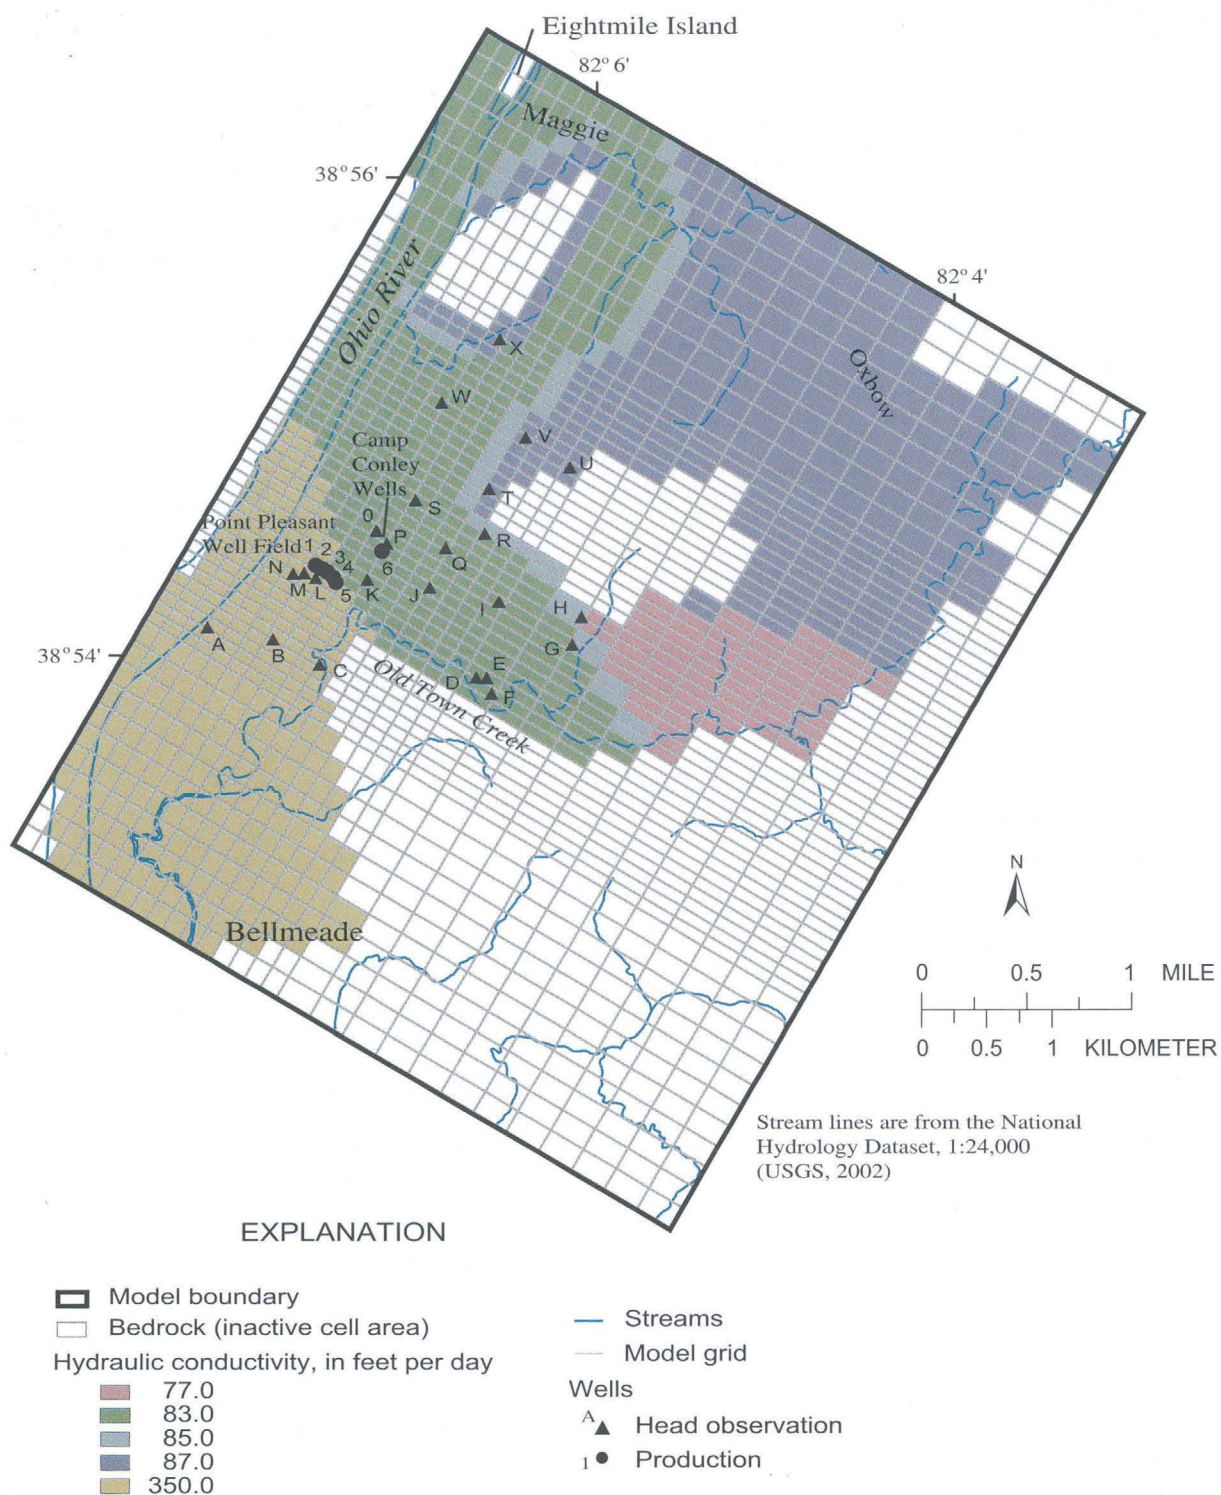 Eightmile Island
82° 6'
Maggie
38° 56'
Ohio River
82° 4'
Oxbow
X
W
Camp
Conley
Wells
V
U
T
S
0
P
R
Q
Point Pleasant
Well Field
1
2
3
4
5
6
N
M
L
K
J
I
H
G
A
B
C
D
E
F
38° 54'
Old Town Creek
Bellmeade
N
0 0.5 1 MILE
0 0.5 1 KILOMETER
Stream lines are from the National
Hydrology Dataset, 1:24,000
(USGS, 2002)
EXPLANATION
Model boundary
Bedrock (inactive cell area)
Hydraulic conductivity, in feet per day
77.0
83.0
85.0
87.0
350.0
Streams
Model grid
Wells
A Head observation
1 Production